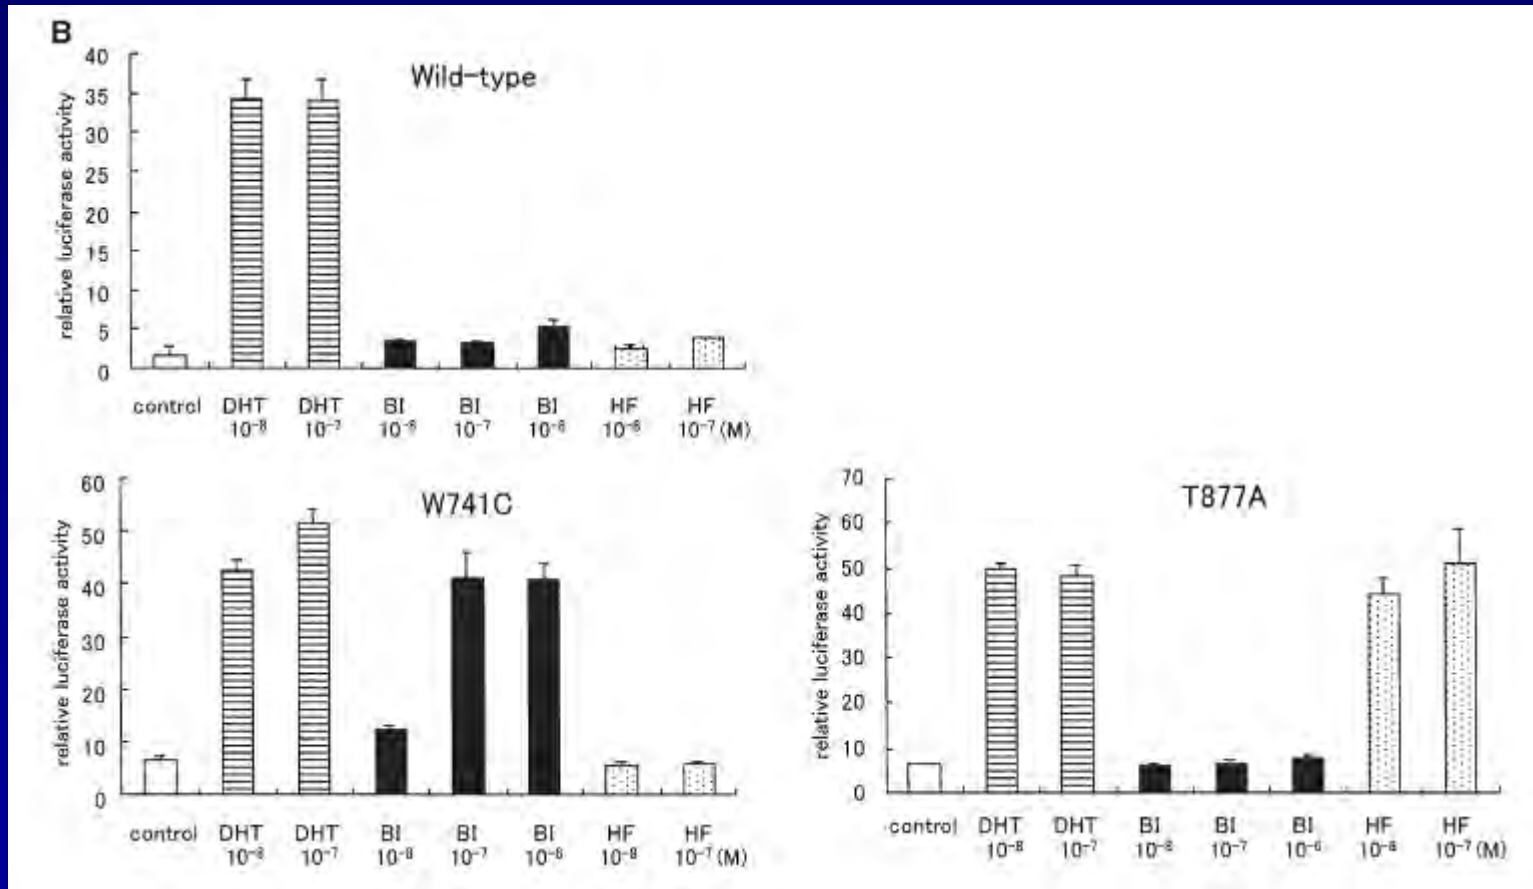 B
Wild-type
relative luciferase activity
40
35
30
25
20
15
10
5
0
control DHT DHT BI BI BI HF HF
10⁻⁸ 10⁻⁷ 10⁻⁸ 10⁻⁷ 10⁻⁶ 10⁻⁸ 10⁻⁷ (M)
W741C
relative luciferase activity
60
50
40
30
20
10
0
control DHT DHT BI BI BI HF HF
10⁻⁸ 10⁻⁷ 10⁻⁸ 10⁻⁷ 10⁻⁶ 10⁻⁸ 10⁻⁷ (M)
T877A
relative luciferase activity
70
60
50
40
30
20
10
0
control DHT DHT BI BI BI HF HF
10⁻⁸ 10⁻⁷ 10⁻⁸ 10⁻⁷ 10⁻⁶ 10⁻⁸ 10⁻⁷ (M)